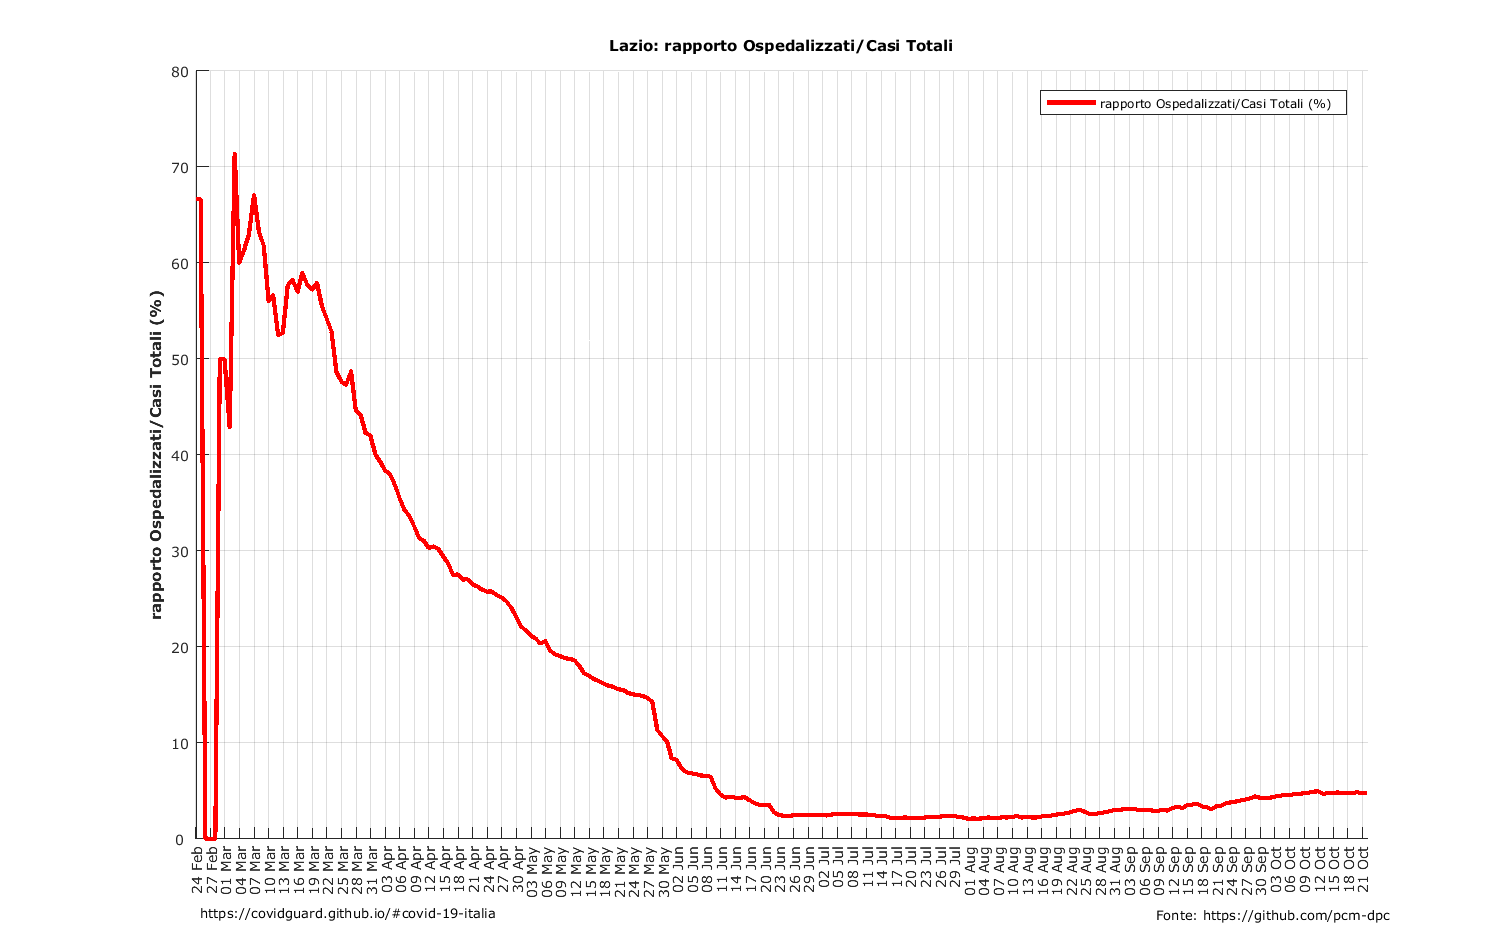 Lazio: rapporto Ospedalizzati/Casi Totali
rapporto Ospedalizzati/Casi Totali (%)
rapporto Ospedalizzati/Casi Totali (%)
80
70
60
50
40
30
20
10
0
24 Feb
27 Feb
01 Mar
04 Mar
07 Mar
10 Mar
13 Mar
16 Mar
19 Mar
22 Mar
25 Mar
28 Mar
31 Mar
03 Apr
06 Apr
09 Apr
12 Apr
15 Apr
18 Apr
21 Apr
24 Apr
27 Apr
30 Apr
03 May
06 May
09 May
12 May
15 May
18 May
21 May
24 May
27 May
30 May
02 Jun
05 Jun
08 Jun
11 Jun
14 Jun
17 Jun
20 Jun
23 Jun
26 Jun
29 Jun
02 Jul
05 Jul
08 Jul
11 Jul
14 Jul
17 Jul
20 Jul
23 Jul
26 Jul
29 Jul
01 Aug
04 Aug
07 Aug
10 Aug
13 Aug
16 Aug
19 Aug
22 Aug
25 Aug
28 Aug
31 Aug
03 Sep
06 Sep
09 Sep
12 Sep
15 Sep
18 Sep
21 Sep
24 Sep
27 Sep
30 Sep
03 Oct
06 Oct
09 Oct
12 Oct
15 Oct
18 Oct
21 Oct
https://covidguard.github.io/#covid-19-italia
Fonte: https://github.com/pcm-dpc